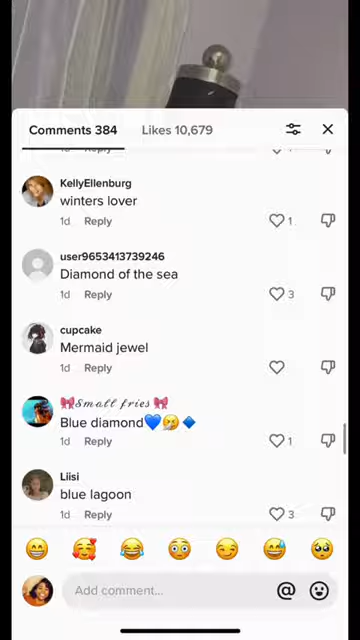 Comments 384
Likes 10,679
Reply
KellyEllenburg
winters lover
1d Reply
1
user9653413739246
Diamond of the sea
1d Reply
3
cupcake
Mermaid jewel
1d Reply
🎀𝒮𝓂𝒶𝓁𝓁 𝒻𝓇𝒾𝑒𝓈 🎀
Blue diamond💙🤧🔹
1d Reply
1
Liisi
blue lagoon
1d Reply
3
😁 🥰 😂 😳 😏 😅 🥺
Add comment... @